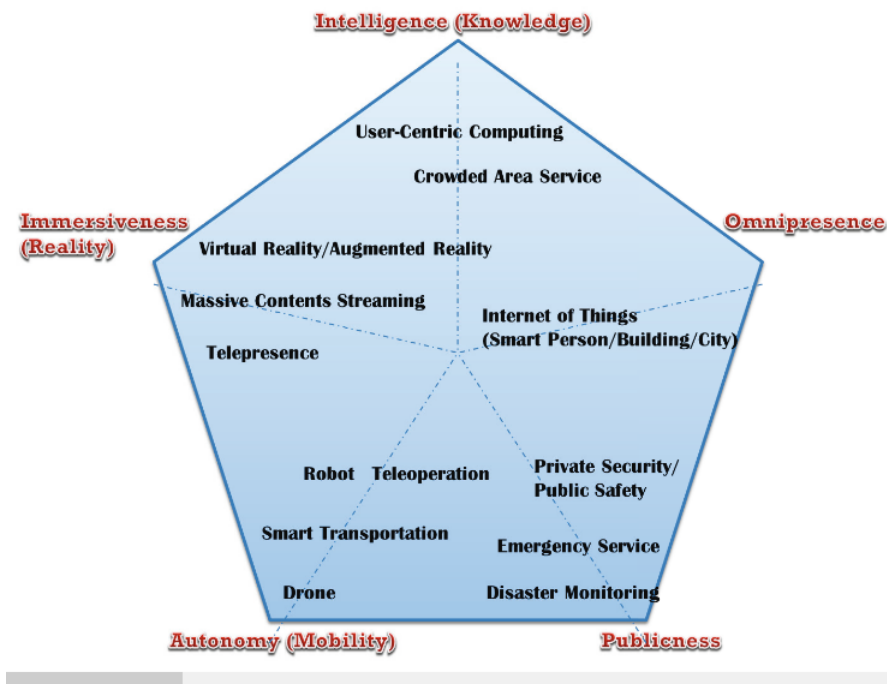 Intelligence (Knowledge)
User-Centric Computing
Crowded Area Service
Immersiveness
(Reality)
Omnipresence
Virtual Reality/Augmented Reality
Massive Contents Streaming
Internet of Things
(Smart Person/Building/City)
Telepresence
Robot Teleoperation
Private Security/
Public Safety
Smart Transportation
Emergency Service
Drone
Disaster Monitoring
Autonomy (Mobility)
Publicness